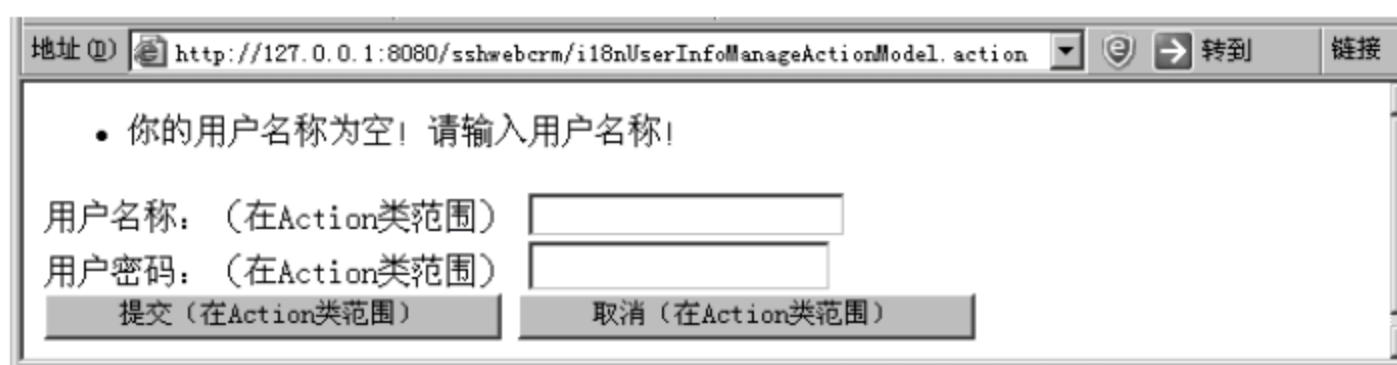 地址(D) http://127.0.0.1:8080/sshwebcrm/i18nUserInfoManageActionModel.action 转到 链接
• 你的用户名称为空! 请输入用户名称!
用户名称：（在Action类范围）
用户密码：（在Action类范围）
提交（在Action类范围） 取消（在Action类范围）